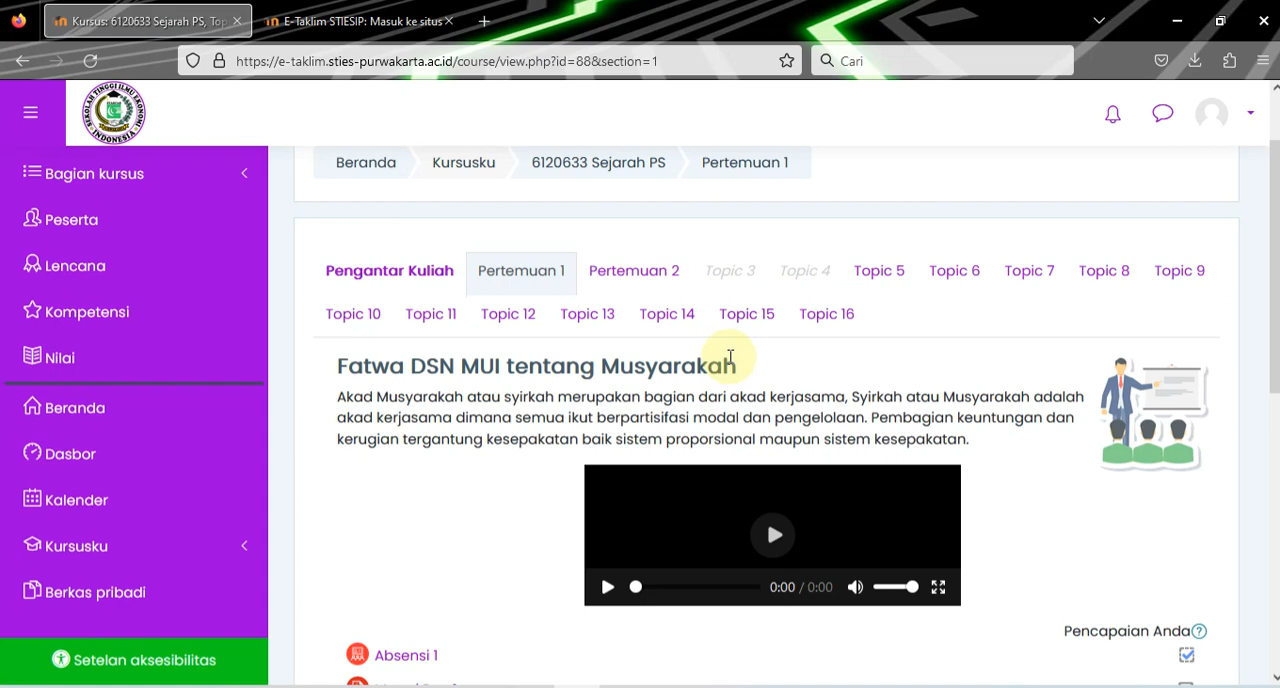 Kursus: 6120633 Sejarah PS, Top
E-Taklim STIESIP: Masuk ke situs
https://e-taklim.sties-purwakarta.ac.id/course/view.php?id=88&section=1
Cari
SEKOLAH TINGGI ILMU EKONOMI
INDONESIA
Beranda
Kursusku
6120633 Sejarah PS
Pertemuan 1
Bagian kursus
Peserta
Lencana
Kompetensi
Nilai
Beranda
Dasbor
Kalender
Kursusku
Berkas pribadi
Setelan aksesibilitas
Pengantar Kuliah Pertemuan 1 Pertemuan 2 Topic 3 Topic 4 Topic 5 Topic 6 Topic 7 Topic 8 Topic 9
Topic 10 Topic 11 Topic 12 Topic 13 Topic 14 Topic 15 Topic 16
Fatwa DSN MUI tentang Musyarakah
Akad Musyarakah atau syirkah merupakan bagian dari akad kerjasama, Syirkah atau Musyarakah adalah
akad kerjasama dimana semua ikut berpartisifasi modal dan pengelolaan. Pembagian keuntungan dan
kerugian tergantung kesepakatan baik sistem proporsional maupun sistem kesepakatan.
0:00 / 0:00
Pencapaian Anda
Absensi 1